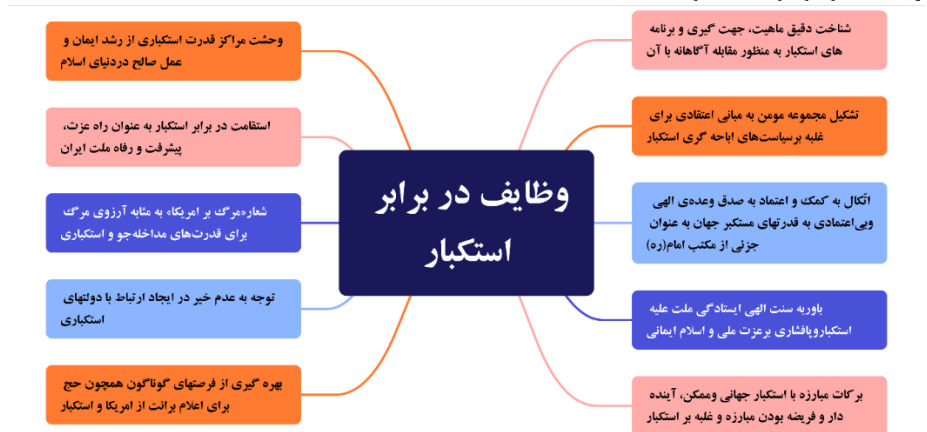 وظایف در برابر
استکبار
شناخت دقیق ماهیت، جهت گیری و برنامه
های استکبار به منظور مقابله آگاهانه با آن
تشکیل مجموعه مومن به مبانی اعتقادی برای
غلبه برسیاست‌های اباحه گری استکبار
اتّکال به کمک و اعتماد به صدق وعده‌ی الهی
وبی‌اعتمادی به قدرتهای مستکبر جهان به عنوان
جزئی از مکتب امام(ره)
باوربه سنت الهی ایستادگی ملت علیه
استکباروپافشاری برعزت ملی و اسلام ایمانی
برکات مبارزه با استکبار جهانی وممکن، آینده
دار و فریضه بودن مبارزه و غلبه بر استکبار
وحشت مراکز قدرت استکباری از رشد ایمان و
عمل صالح دردنیای اسلام
استقامت در برابر استکبار به عنوان راه عزت،
پیشرفت و رفاه ملت ایران
شعار«مرگ بر امریکا» به مثابه آرزوی مرگ
برای قدرت‌های مداخله‌جو و استکباری
توجه به عدم خیر در ایجاد ارتباط با دولتهای
استکباری
بهره گیری از فرصتهای گوناگون همچون حج
برای اعلام برائت از امریکا و استکبار